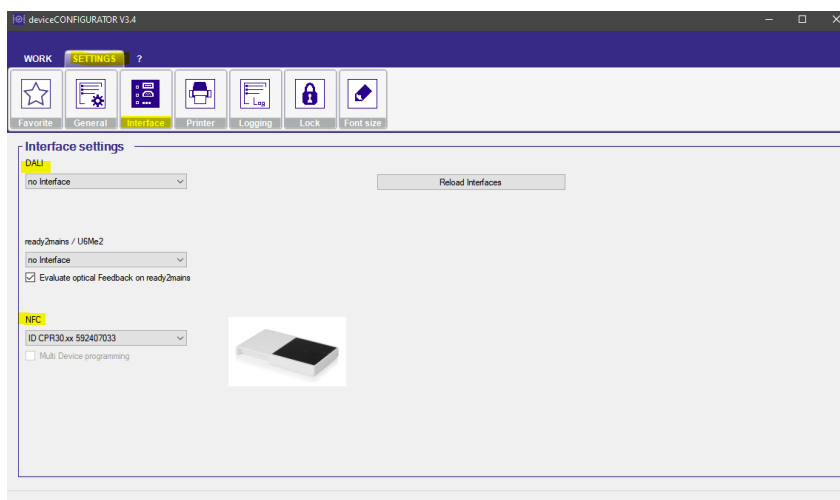 deviceCONFIGURATOR V3.4
WORK SETTINGS ?
Favorite General Interface Printer Logging Lock Font size
Log
Interface settings
DALI
no Interface
Reload Interfaces
ready2mains / U6Me2
no Interface
Evaluate optical Feedback on ready2mains
NFC
ID CPR30.xx 592407033
Multi Device programming